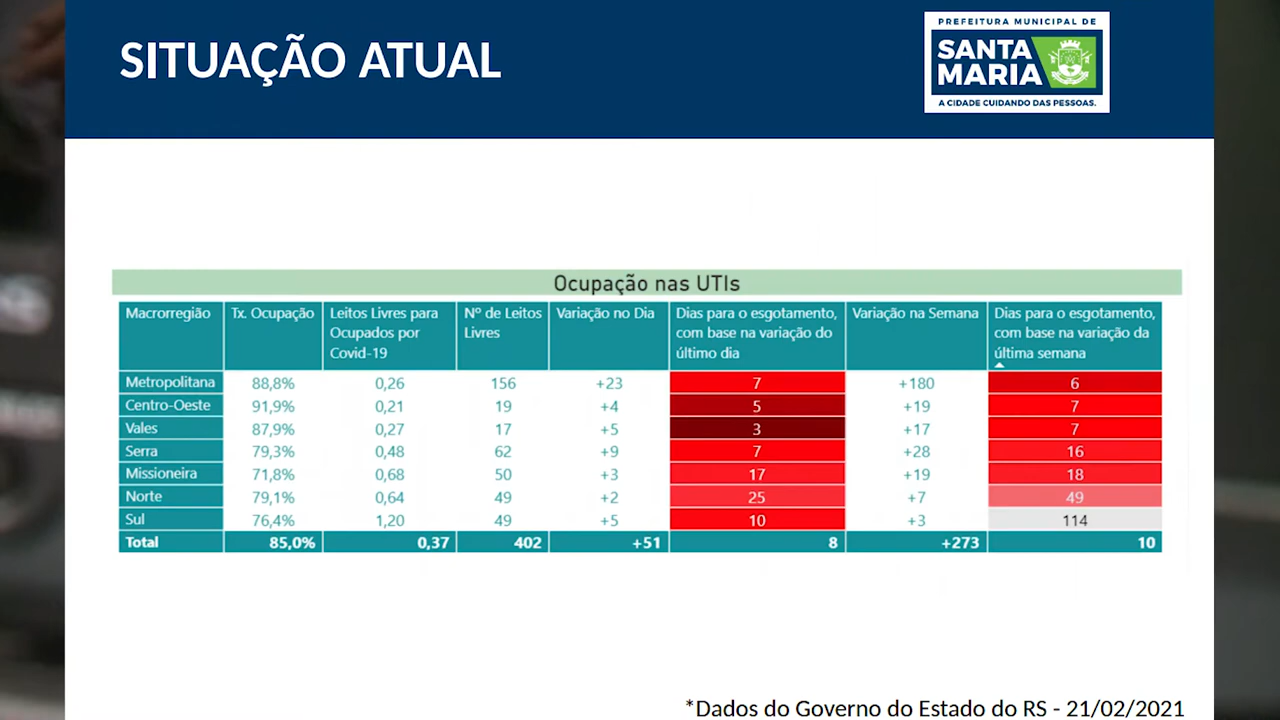 SITUAÇÃO ATUAL
PREFEITURA MUNICIPAL DE
SANTA
MARIA
A CIDADE CUIDANDO DAS PESSOAS.
Ocupação nas UTIs
Macrorregião Tx. Ocupação Leitos Livres para Ocupados por Covid-19 Nº de Leitos Livres Variação no Dia Dias para o esgotamento, com base na variação do último dia Variação na Semana Dias para o esgotamento, com base na variação da última semana
Metropolitana 88,8% 0,26 156 +23 7 +180 6
Centro-Oeste 91,9% 0,21 19 +4 5 +19 7
Vales 87,9% 0,27 17 +5 3 +17 7
Serra 79,3% 0,48 62 +9 7 +28 16
Missioneira 71,8% 0,68 50 +3 17 +19 18
Norte 79,1% 0,64 49 +2 25 +7 49
Sul 76,4% 1,20 49 +5 10 +3 114
Total 85,0% 0,37 402 +51 8 +273 10
*Dados do Governo do Estado do RS - 21/02/2021